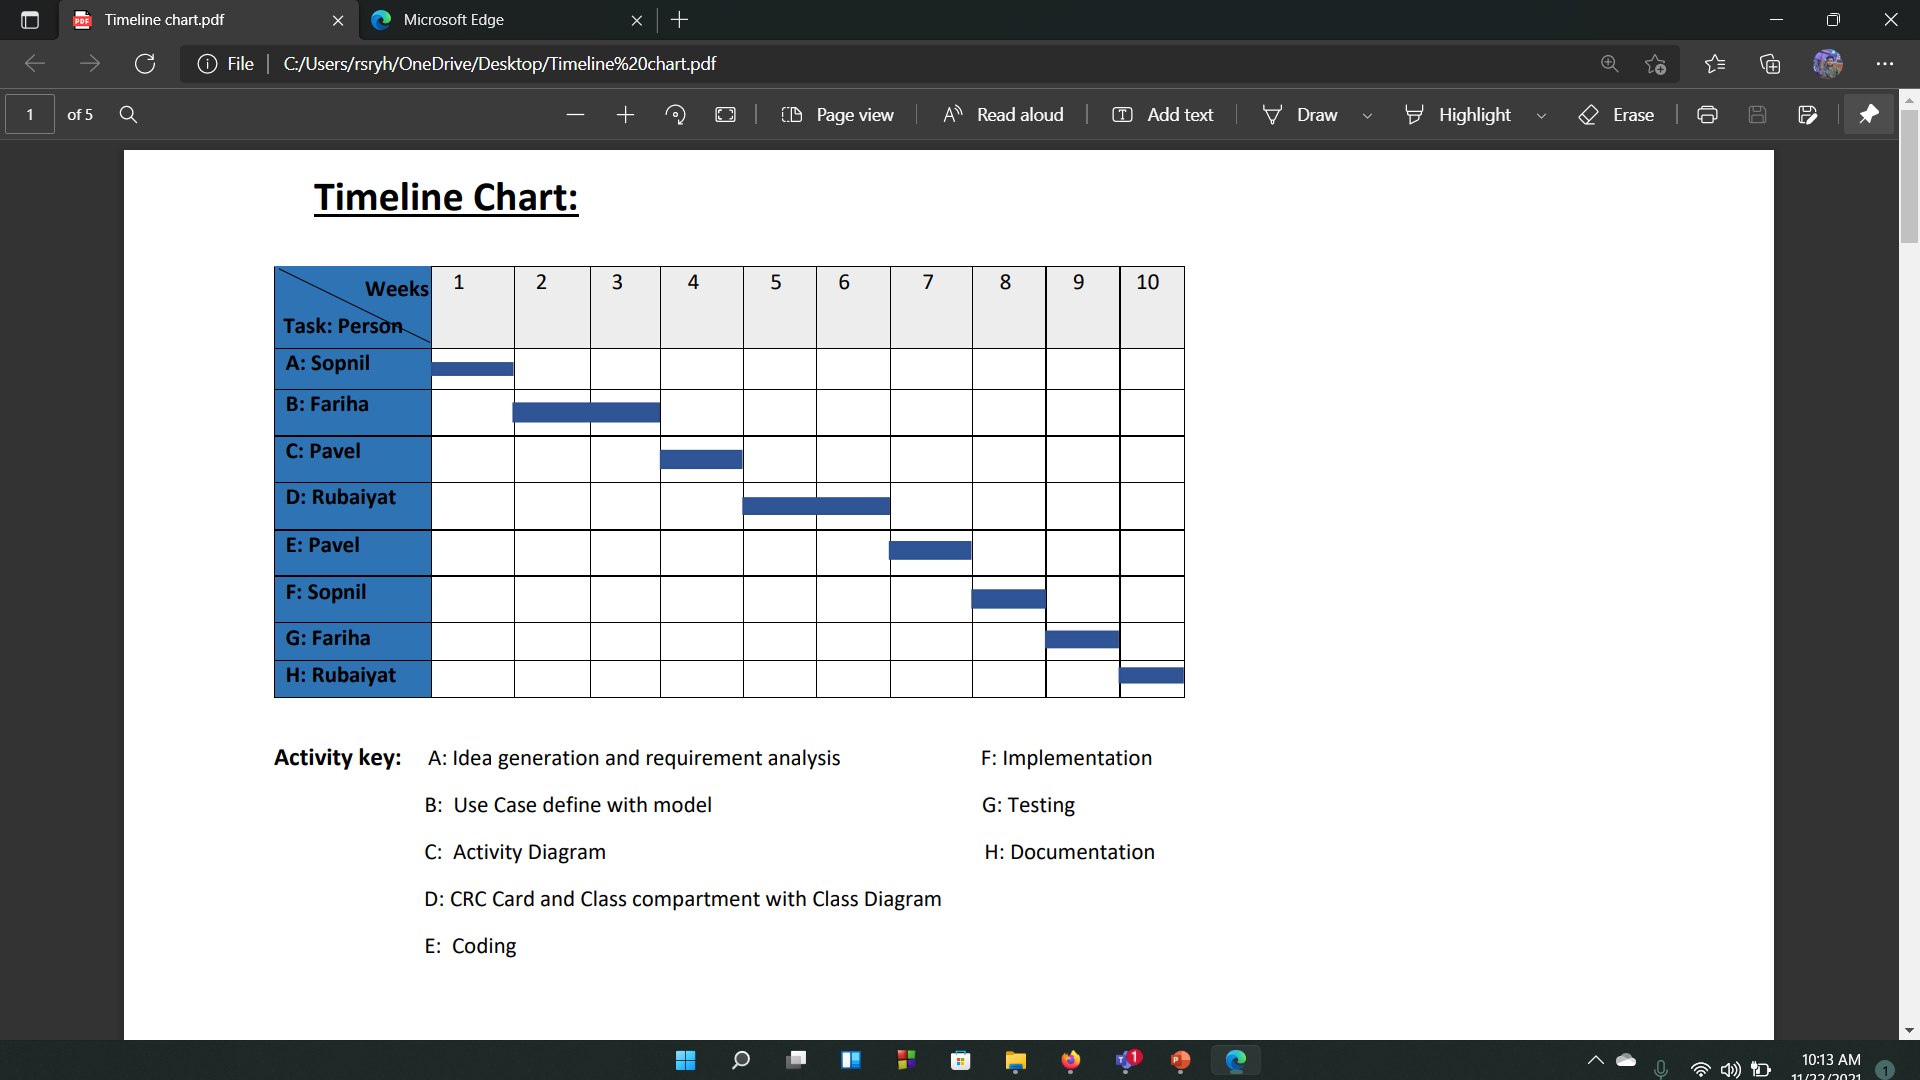 Timeline chart.pdf
Microsoft Edge
File
C:/Users/rsryh/OneDrive/Desktop/Timeline%20chart.pdf
1 of 5
Page view
Read aloud
Add text
Draw
Highlight
Erase
Timeline Chart:
Weeks 1 2 3 4 5 6 7 8 9 10
Task: Person
A: Sopnil
B: Fariha
C: Pavel
D: Rubaiyat
E: Pavel
F: Sopnil
G: Fariha
H: Rubaiyat
Activity key: A: Idea generation and requirement analysis F: Implementation
B: Use Case define with model G: Testing
C: Activity Diagram H: Documentation
D: CRC Card and Class compartment with Class Diagram
E: Coding
1
10:13 AM
1